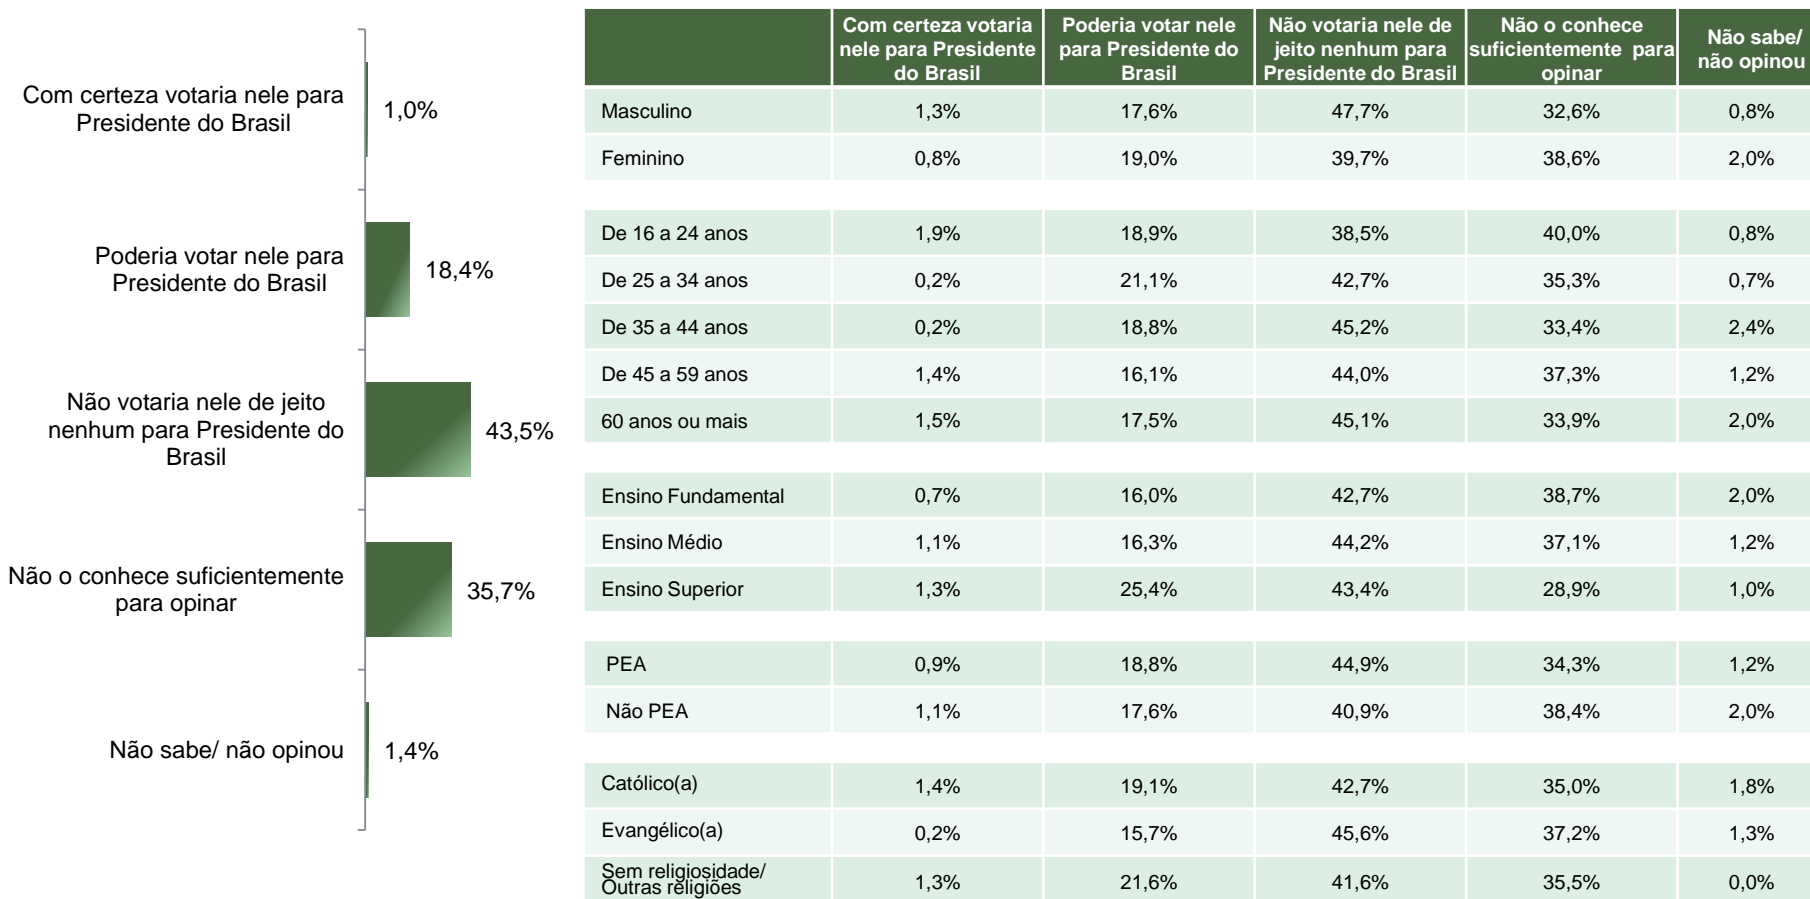 Com certeza votaria nele para
Presidente do Brasil
1,0%
Poderia votar nele para
Presidente do Brasil
18,4%
Não votaria nele de jeito
nenhum para Presidente do
Brasil
43,5%
Não o conhece suficientemente
para opinar
35,7%
Não sabe/ não opinou
1,4%
Com certeza votaria
nele para Presidente
do Brasil
Poderia votar nele
para Presidente do
Brasil
Não votaria nele de
jeito nenhum para
Presidente do Brasil
Não o conhece
suficientemente para
opinar
Não sabe/
não opinou
Masculino 1,3% 17,6% 47,7% 32,6% 0,8%
Feminino 0,8% 19,0% 39,7% 38,6% 2,0%
De 16 a 24 anos 1,9% 18,9% 38,5% 40,0% 0,8%
De 25 a 34 anos 0,2% 21,1% 42,7% 35,3% 0,7%
De 35 a 44 anos 0,2% 18,8% 45,2% 33,4% 2,4%
De 45 a 59 anos 1,4% 16,1% 44,0% 37,3% 1,2%
60 anos ou mais 1,5% 17,5% 45,1% 33,9% 2,0%
Ensino Fundamental 0,7% 16,0% 42,7% 38,7% 2,0%
Ensino Médio 1,1% 16,3% 44,2% 37,1% 1,2%
Ensino Superior 1,3% 25,4% 43,4% 28,9% 1,0%
PEA 0,9% 18,8% 44,9% 34,3% 1,2%
Não PEA 1,1% 17,6% 40,9% 38,4% 2,0%
Católico(a) 1,4% 19,1% 42,7% 35,0% 1,8%
Evangélico(a) 0,2% 15,7% 45,6% 37,2% 1,3%
Sem religiosidade/
Outras religiões 1,3% 21,6% 41,6% 35,5% 0,0%